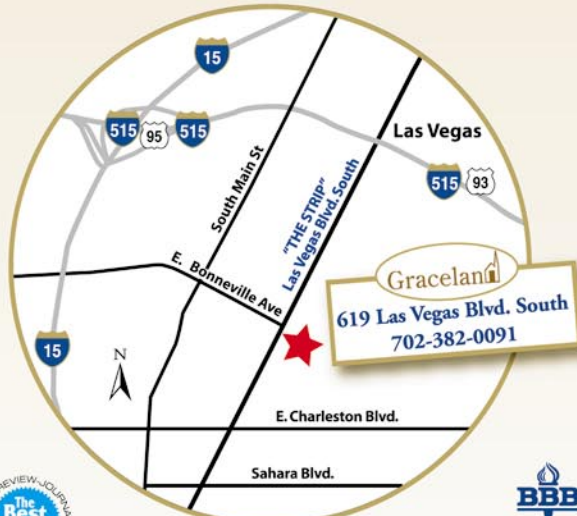 15
515
95
515
Las Vegas
515
93
South Main St
"THE STRIP"
Las Vegas Blvd. South
E. Bonneville Ave
Graceland
619 Las Vegas Blvd. South
702-382-0091
15
N
E. Charleston Blvd.
Sahara Blvd.
REVIEW-JOURNAL
The
Best
BBB